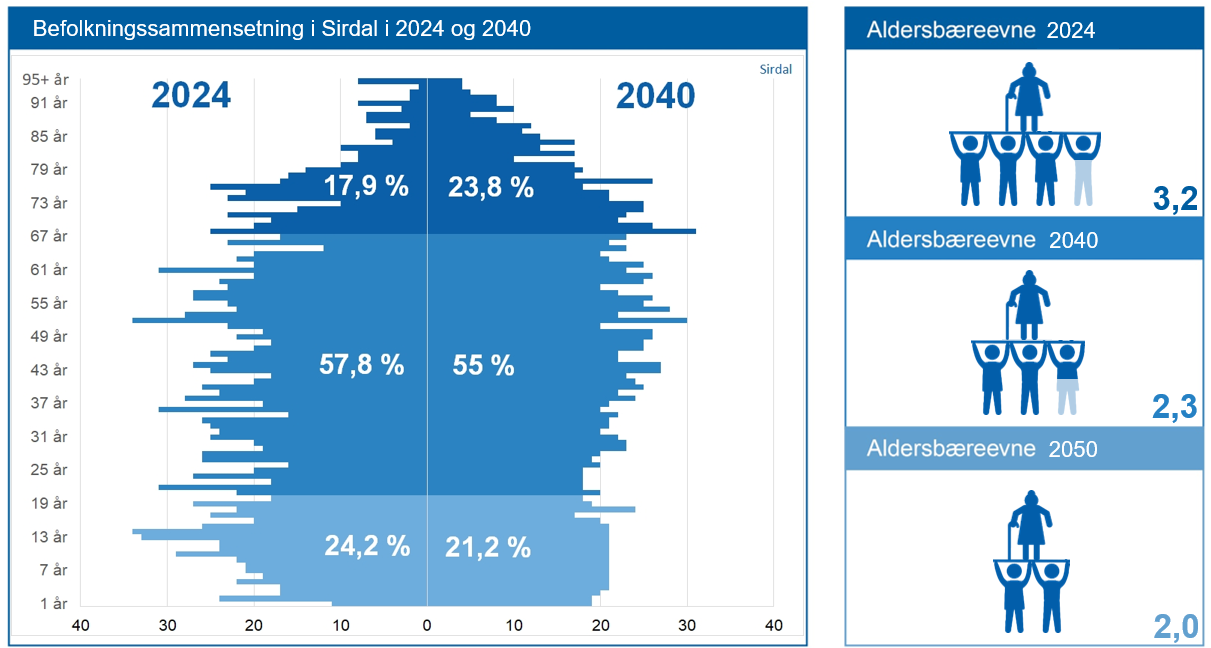 Befolkningssammensetning i Sirdal i 2024 og 2040
Sirdal
2024
2040
95+ år
91 år
85 år
79 år
73 år
67 år
61 år
55 år
49 år
43 år
37 år
31 år
25 år
19 år
13 år
7 år
1 år
17,9 %
23,8 %
57,8 %
55 %
24,2 %
21,2 %
40
30
20
10
0
10
20
30
40
Aldersbæreevne 2024
3,2
Aldersbæreevne 2040
2,3
Aldersbæreevne 2050
2,0